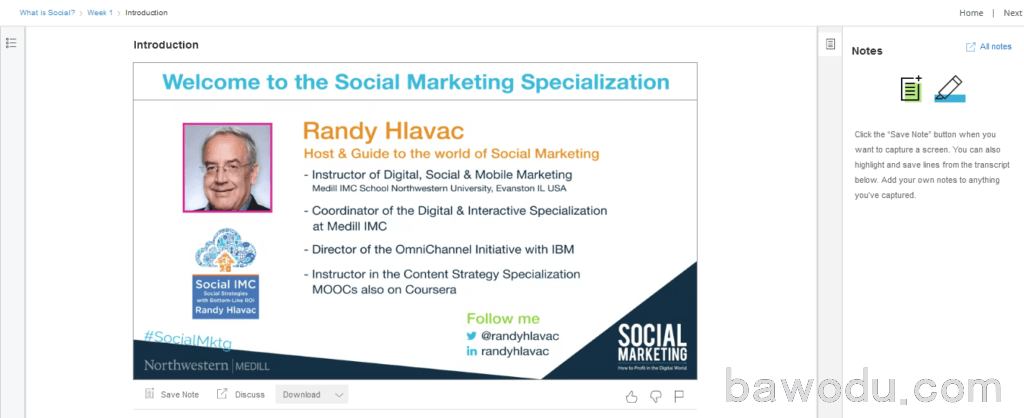 What is Social? > Week 1 > Introduction
Home | Next
Introduction
Welcome to the Social Marketing Specialization
Randy Hlavac
Host & Guide to the world of Social Marketing
- Instructor of Digital, Social & Mobile Marketing
Medill IMC School Northwestern University, Evanston IL USA
- Coordinator of the Digital & Interactive Specialization
at Medill IMC
- Director of the OmniChannel Initiative with IBM
- Instructor in the Content Strategy Specialization
MOOCs also on Coursera
Social IMC
Social Strategies
with Bottom-Line ROI
Randy Hlavac
Follow me
@randyhlavac
in randyhlavac
#SocialMktg
Northwestern | MEDILL
SOCIAL
MARKETING
How to Profit in the Digital World
Save Note
Discuss
Download
Notes
All notes
Click the “Save Note” button when you
want to capture a screen. You can also
highlight and save lines from the transcript
below. Add your own notes to anything
you've captured.
bawodu.com